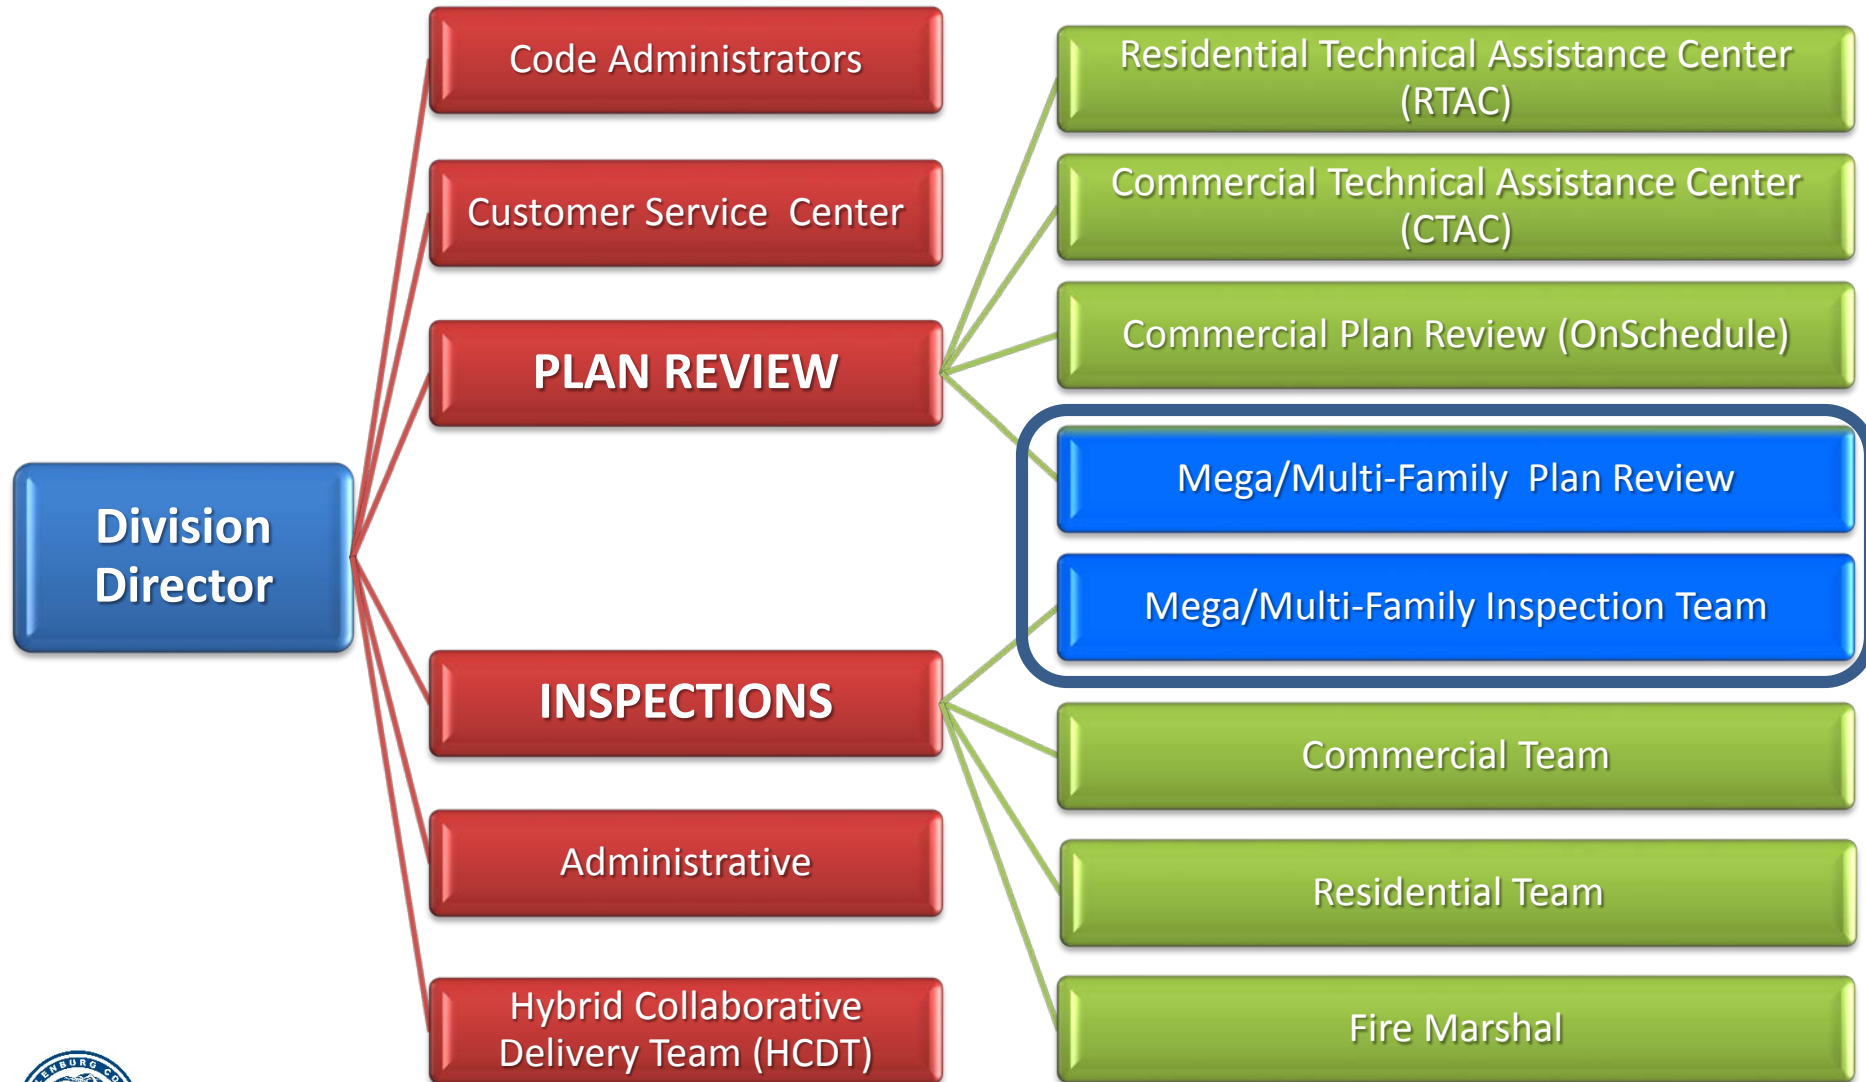 Division
Director
Code Administrators
Customer Service Center
PLAN REVIEW
INSPECTIONS
Administrative
Hybrid Collaborative
Delivery Team (HCDT)
Residential Technical Assistance Center
(RTAC)
Commercial Technical Assistance Center
(CTAC)
Commercial Plan Review (OnSchedule)
Mega/Multi-Family Plan Review
Mega/Multi-Family Inspection Team
Commercial Team
Residential Team
Fire Marshal